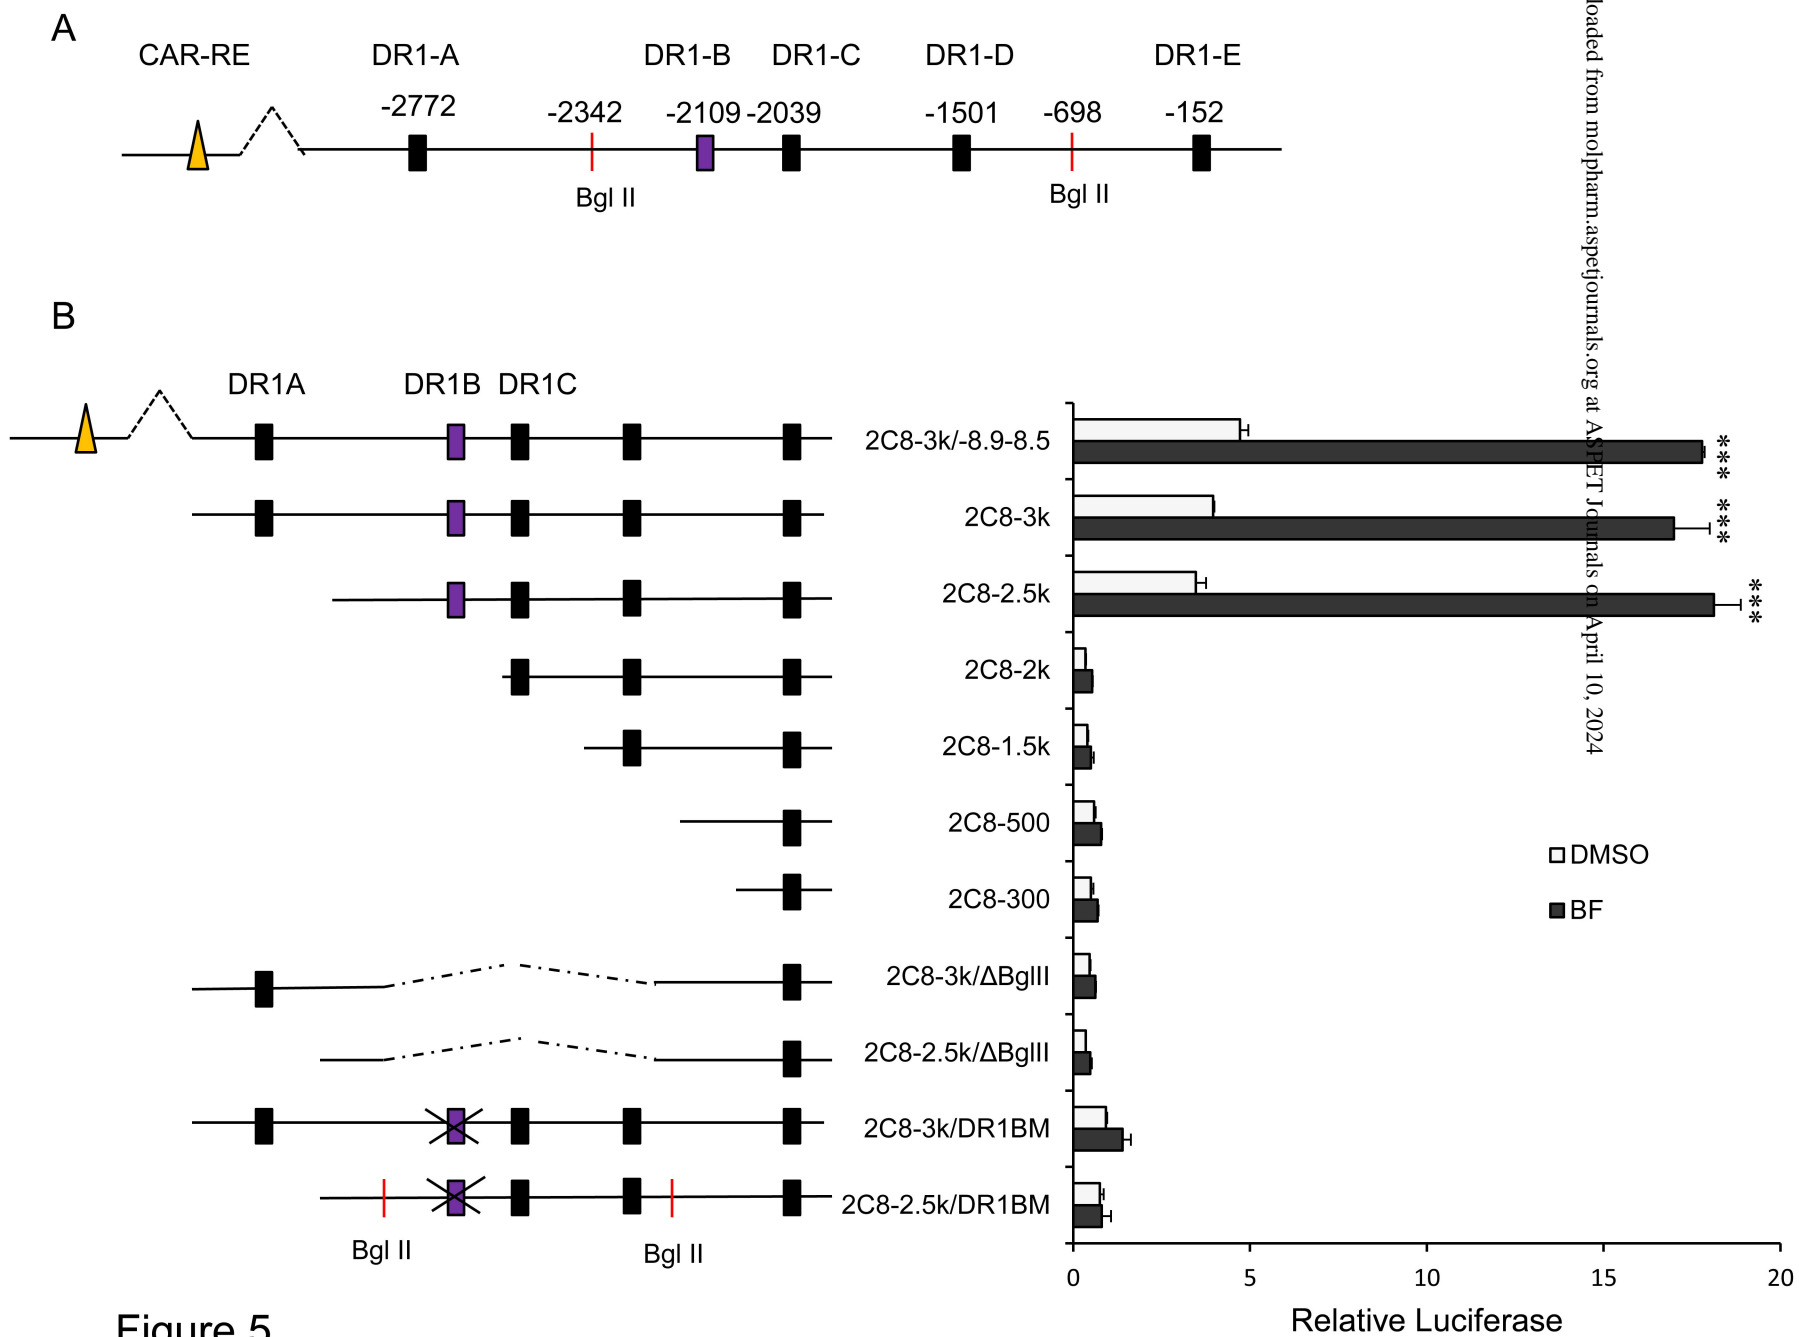 A
CAR-RE DR1-A DR1-B DR1-C DR1-D DR1-E
-2772 -2342 -2109 -2039 -1501 -698 -152
Bgl II Bgl II
B
DR1A DR1B DR1C
2C8-3k/-8.9-8.5
***
2C8-3k
***
2C8-2.5k
***
2C8-2k
2C8-1.5k
2C8-500
2C8-300
2C8-3k/ΔBglII
2C8-2.5k/ΔBglII
2C8-3k/DR1BM
2C8-2.5k/DR1BM
Bgl II Bgl II
DMSO
BF
0 5 10 15 20
Relative Luciferase
Figure 5
loaded from molpharm.aspetjournals.org at ASPET Journals on April 10, 2024